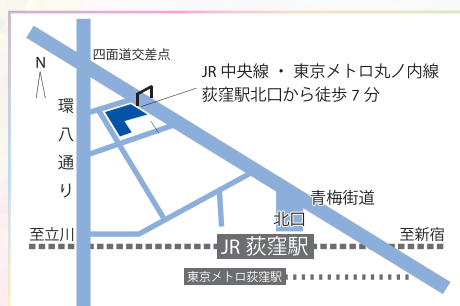 四面道交差点
N
JR 中央線 ・ 東京メトロ丸ノ内線
荻窪駅北口から徒歩 7 分
環八通り
青梅街道
北口
至立川
至新宿
JR 荻窪駅
東京メトロ荻窪駅